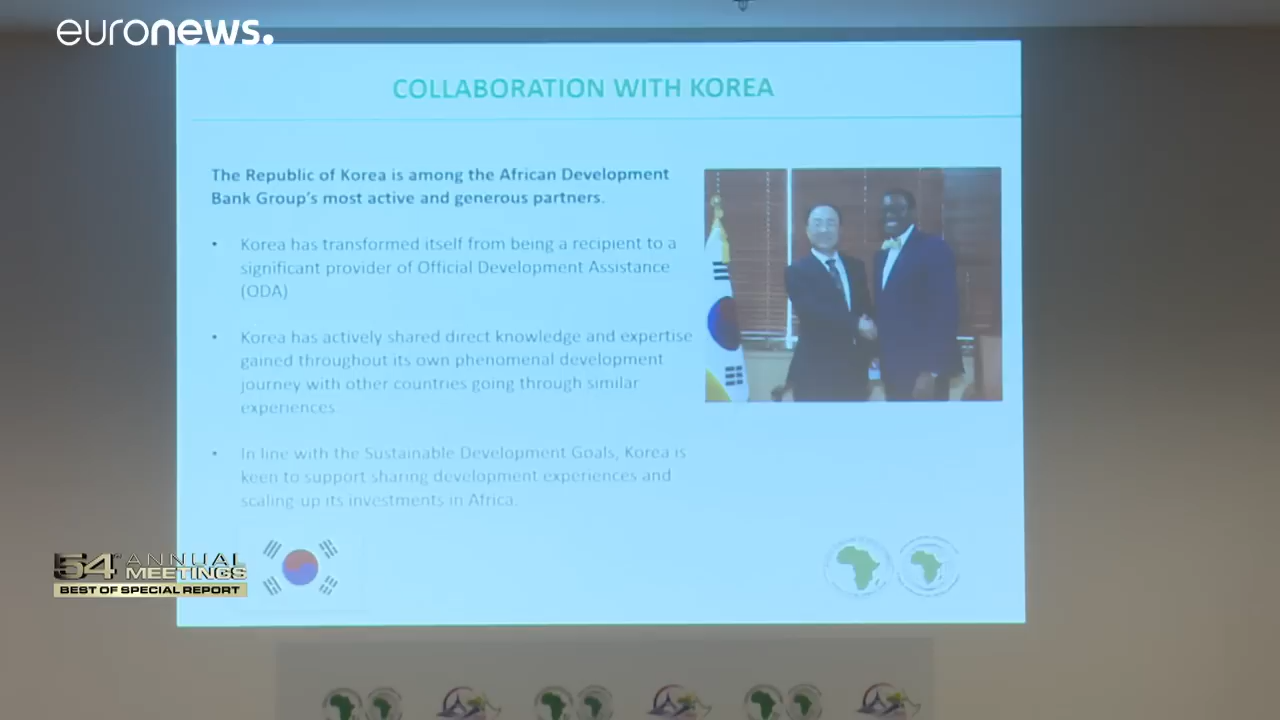 euronews.
COLLABORATION WITH KOREA
The Republic of Korea is among the African Development
Bank Group's most active and generous partners.
• Korea has transformed itself from being a recipient to a
significant provider of Official Development Assistance
(ODA)
• Korea has actively shared direct knowledge and expertise
gained throughout its own phenomenal development
journey with other countries going through similar
experiences.
• In line with the Sustainable Development Goals, Korea is
keen to support sharing development experiences and
scaling-up its investments in Africa.
54th ANNUAL
MEETINGS
BEST OF SPECIAL REPORT